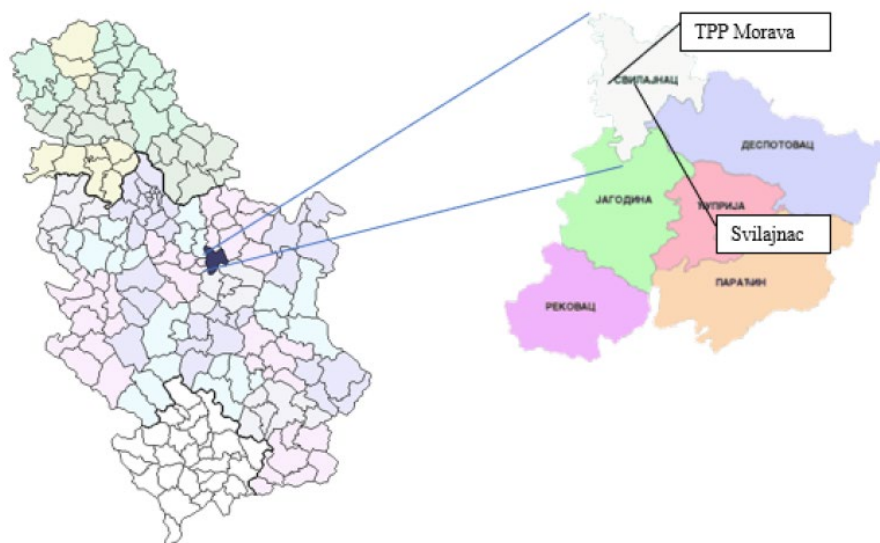 TPP Morava
СВИЛАЈНАЦ
ДЕСПОТОВАЦ
ЈАГОДИНА
ЋУПРИЈА
Svilajnac
ПАРАЋИН
РЕКОВАЦ